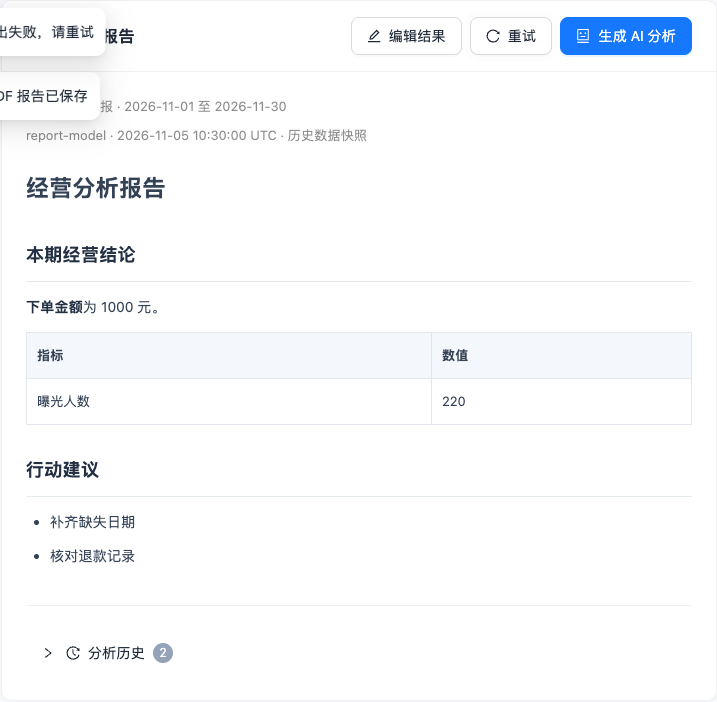 出失败，请重试
报告
编辑结果
重试
生成 AI 分析
DF 报告已保存
报 · 2026-11-01 至 2026-11-30
report-model · 2026-11-05 10:30:00 UTC · 历史数据快照
经营分析报告
本期经营结论
下单金额为 1000 元。
指标 数值
曝光人数 220
行动建议
• 补齐缺失日期
• 核对退款记录
分析历史 2